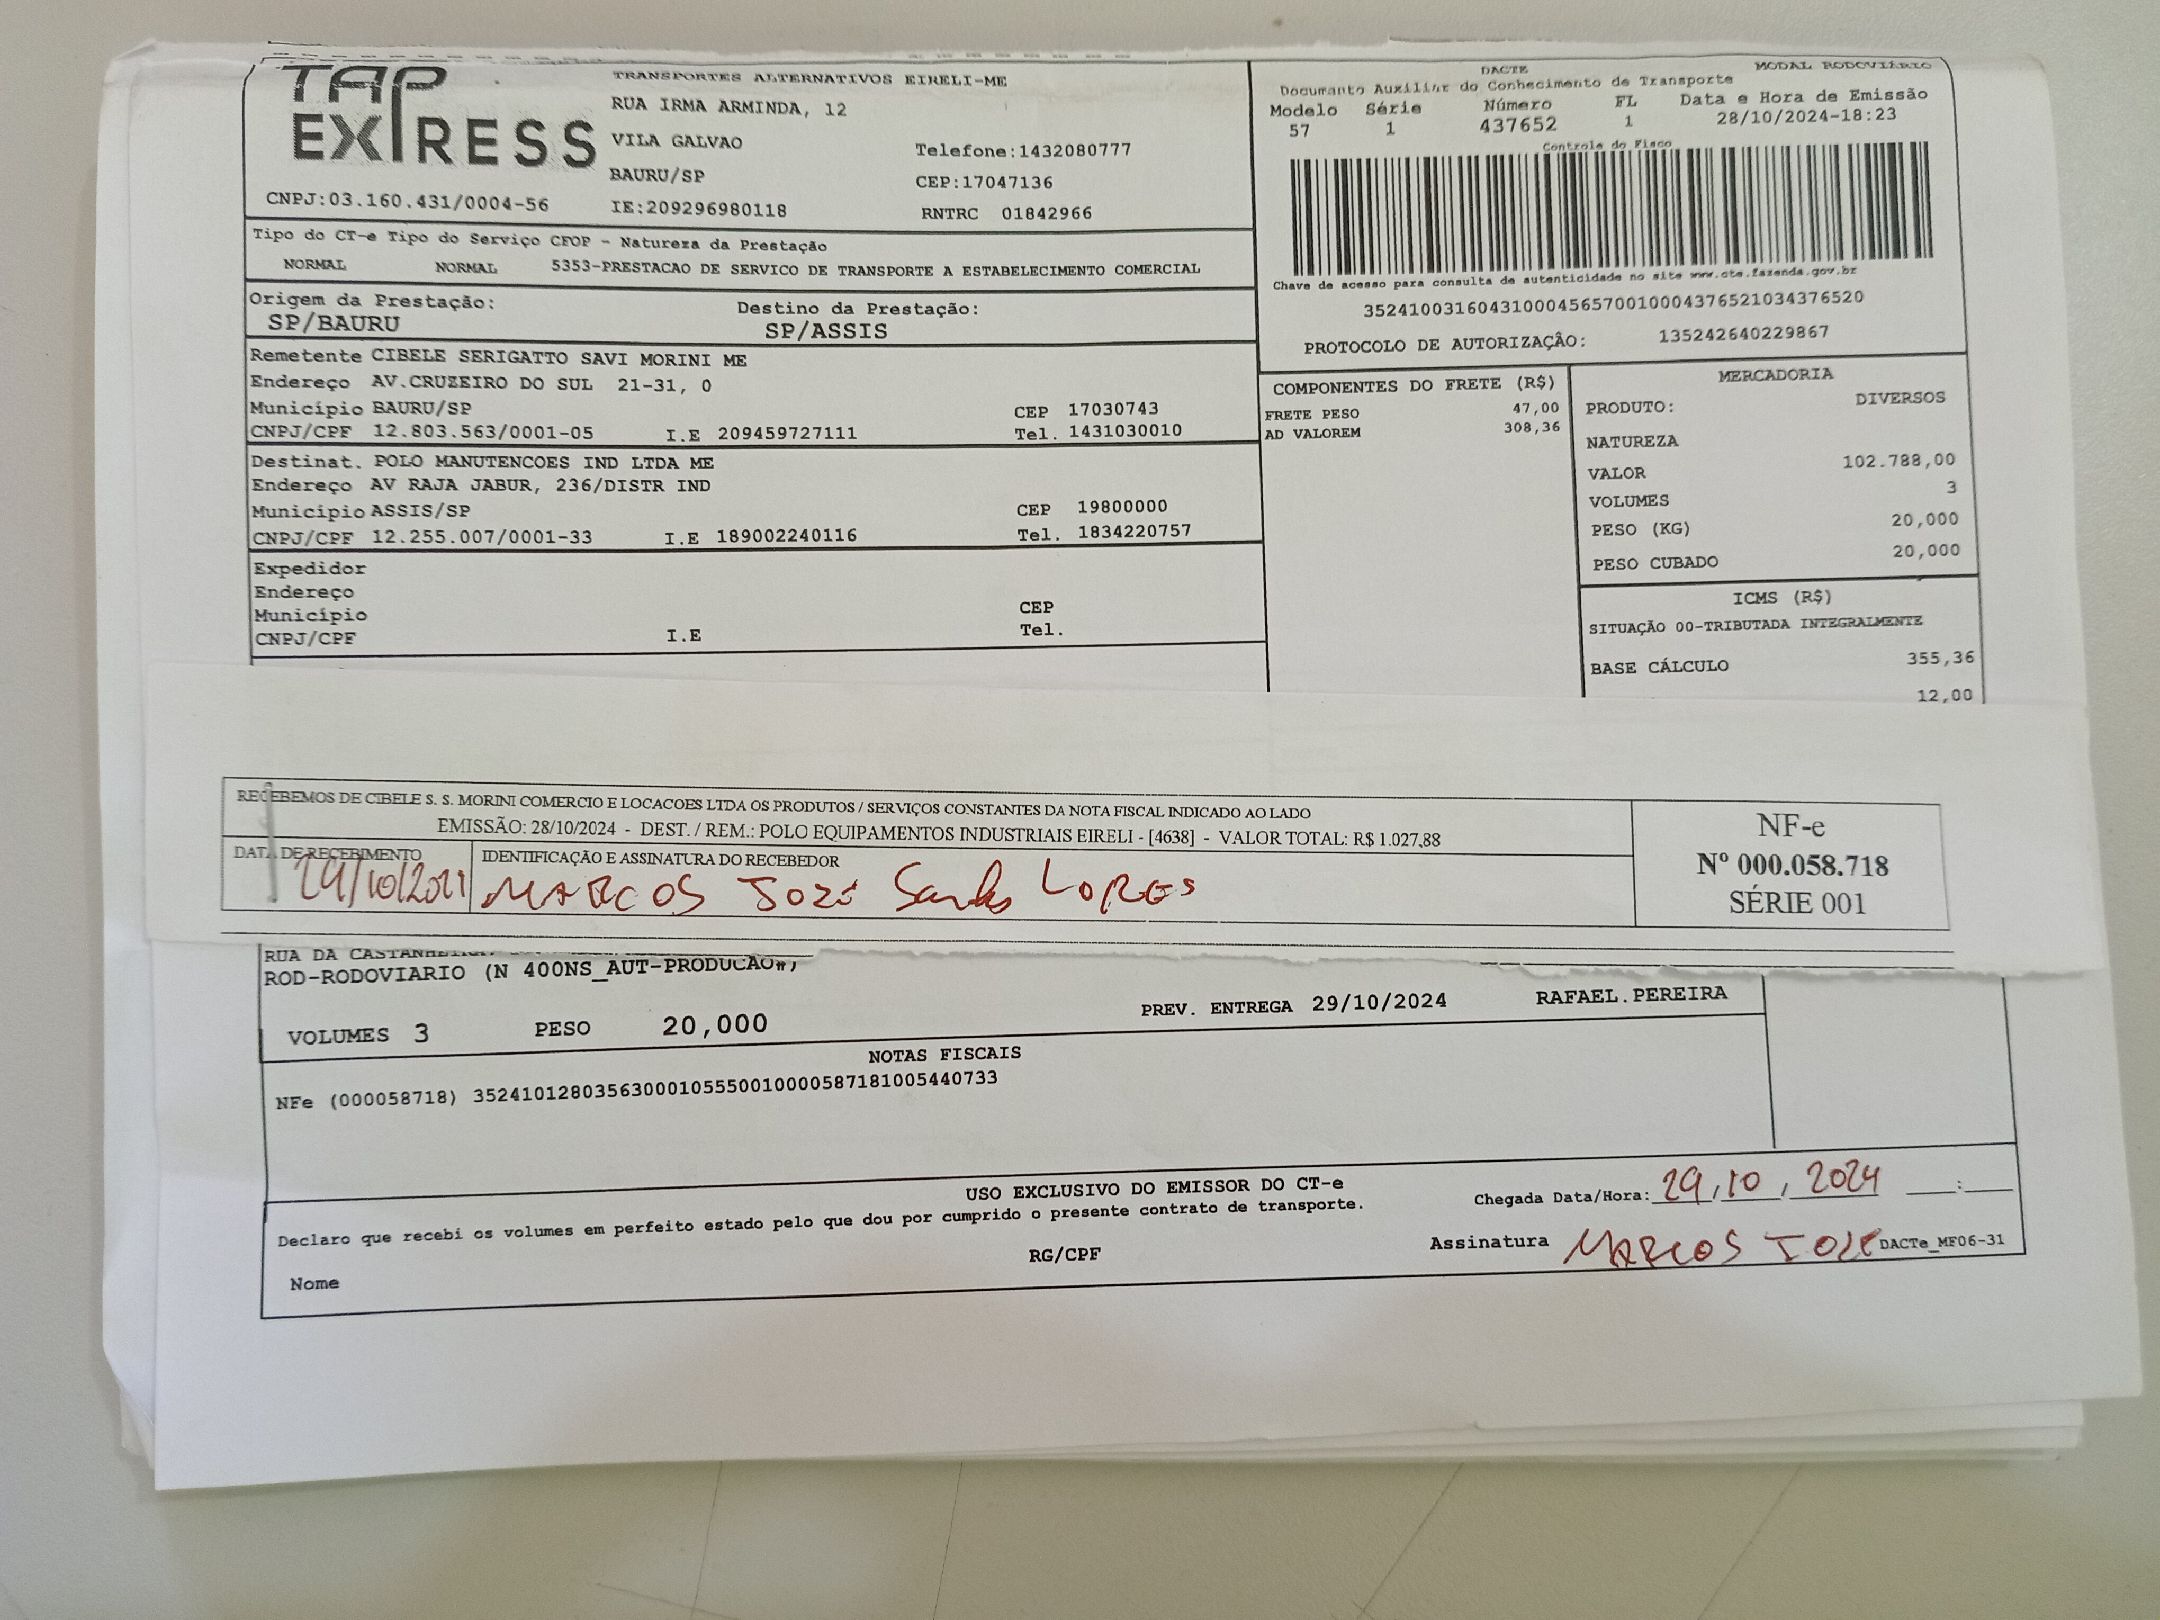 TAP EXPRESS
TRANSPORTES ALTERNATIVOS EIRELI-ME
RUA IRMA ARMINDA, 12
VILA GALVAO
Telefone:1432080777
BAURU/SP
CEP:17047136
CNPJ:03.160.431/0004-56
IE:209296980118
RNTRC 01842966
DACTE
MODAL RODOVIÁRIO
Documanto Auxiliar do Conhecimento de Transporte
Modelo Série Número FL Data e Hora de Emissão
57 1 437652 1 28/10/2024-18:23
Controle do Fisco
Chave de acesso para consulta de autenticidade no site www.cte.fazenda.gov.br
35241003160431000456570010004376521034376520
PROTOCOLO DE AUTORIZAÇÃO: 135242640229867
Tipo do CT-e Tipo do Serviço CFOP - Natureza da Prestação
NORMAL NORMAL 5353-PRESTACAO DE SERVICO DE TRANSPORTE A ESTABELECIMENTO COMERCIAL
Origem da Prestação: Destino da Prestação:
SP/BAURU SP/ASSIS
Remetente CIBELE SERIGATTO SAVI MORINI ME
Endereço AV.CRUZEIRO DO SUL 21-31, 0
Município BAURU/SP CEP 17030743
CNPJ/CPF 12.803.563/0001-05 I.E 209459727111 Tel. 1431030010
Destinat. POLO MANUTENCOES IND LTDA ME
Endereço AV RAJA JABUR, 236/DISTR IND
Município ASSIS/SP CEP 19800000
CNPJ/CPF 12.255.007/0001-33 I.E 189002240116 Tel. 1834220757
Expedidor
Endereço
Município CEP
CNPJ/CPF I.E Tel.
COMPONENTES DO FRETE (R$)
FRETE PESO 47,00
AD VALOREM 308,36
MERCADORIA
PRODUTO: DIVERSOS
NATUREZA
VALOR 102.788,00
VOLUMES 3
PESO (KG) 20,000
PESO CUBADO 20,000
ICMS (R$)
SITUAÇÃO 00-TRIBUTADA INTEGRALMENTE
BASE CÁLCULO 355,36
12,00
RECEBEMOS DE CIBELE S. S. MORINI COMERCIO E LOCACOES LTDA OS PRODUTOS / SERVIÇOS CONSTANTES DA NOTA FISCAL INDICADO AO LADO
EMISSÃO: 28/10/2024 - DEST. / REM.: POLO EQUIPAMENTOS INDUSTRIAIS EIRELI - [4638] - VALOR TOTAL: R$ 1.027,88
DATA DE RECEBIMENTO IDENTIFICAÇÃO E ASSINATURA DO RECEBEDOR
29/10/2021 MARCOS José Santos LOPES
NF-e
Nº 000.058.718
SÉRIE 001
RUA DA
ROD-RODOVIARIO (N 400NS_AUT-PRODUCAO#)
VOLUMES 3 PESO 20,000 PREV. ENTREGA 29/10/2024 RAFAEL.PEREIRA
NOTAS FISCAIS
NFe (000058718) 35241012803563000105550010000587181005440733
USO EXCLUSIVO DO EMISSOR DO CT-e
Declaro que recebi os volumes em perfeito estado pelo que dou por cumprido o presente contrato de transporte.
Chegada Data/Hora: 29,10,2024 :
Nome RG/CPF Assinatura MARCOS JOSE DACTe_MF06-31